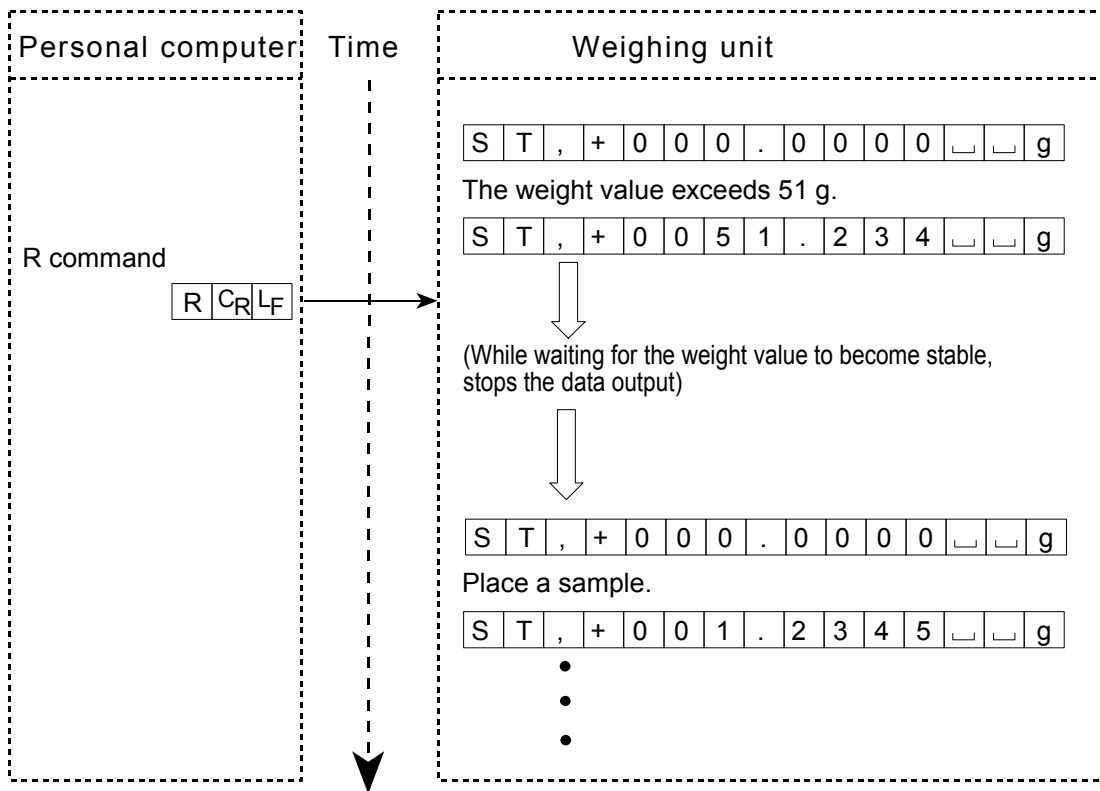 Personal computer Time Weighing unit
S T , + 0 0 0 . 0 0 0 0 ␣ ␣ g
The weight value exceeds 51 g.
S T , + 0 0 5 1 . 2 3 4 ␣ ␣ g
R command
R CR LF
(While waiting for the weight value to become stable,
stops the data output)
S T , + 0 0 0 . 0 0 0 0 ␣ ␣ g
Place a sample.
S T , + 0 0 1 . 2 3 4 5 ␣ ␣ g